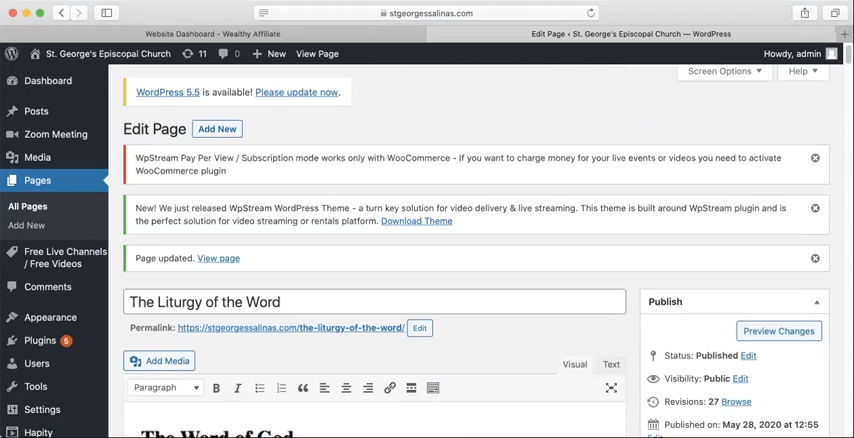 stgeorgessalinas.com
Website Dashboard - Wealthy Affiliate
Edit Page ‹ St. George's Episcopal Church — WordPress
St. George's Episcopal Church 11 0 New View Page Howdy, admin
Screen Options Help
Dashboard
Posts
Zoom Meeting
Media
Pages
All Pages
Add New
Free Live Channels
/ Free Videos
Comments
Appearance
Plugins 5
Users
Tools
Settings
Hapity
WordPress 5.5 is available! Please update now.
Edit Page Add New
WpStream Pay Per View / Subscription mode works only with WooCommerce - If you want to charge money for your live events or videos you need to activate
WooCommerce plugin
New! We just released WpStream WordPress Theme - a turn key solution for video delivery & live streaming. This theme is built around WpStream plugin and is
the perfect solution for video streaming or rentals platform. Download Theme
Page updated. View page
The Liturgy of the Word
Permalink: https://stgeorgessalinas.com/the-liturgy-of-the-word/ Edit
Add Media
Visual Text
Paragraph B I
The Word of God
Publish
Preview Changes
Status: Published Edit
Visibility: Public Edit
Revisions: 27 Browse
Published on: May 28, 2020 at 12:55
Edit